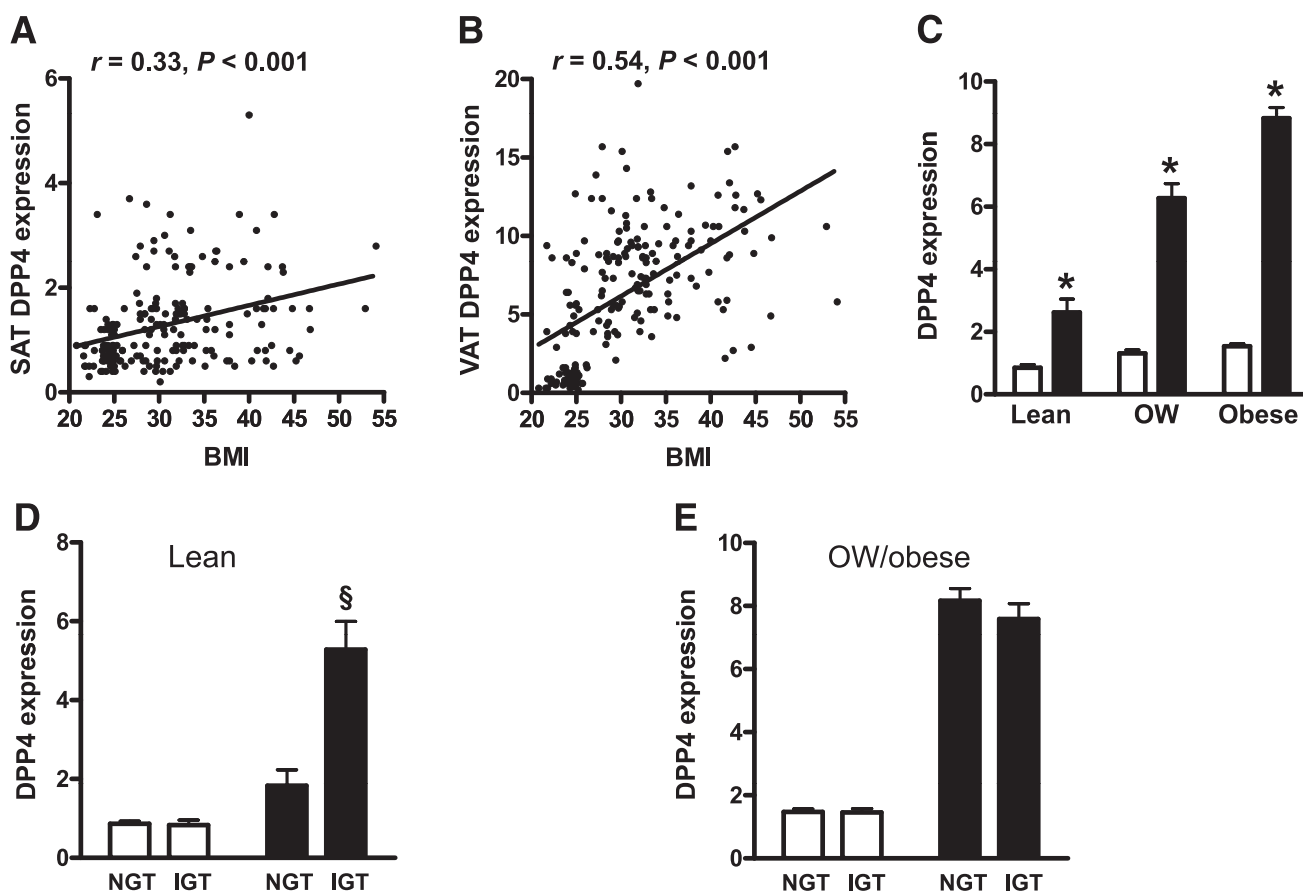 A
r = 0.33, P < 0.001
SAT DPP4 expression
6
4
2
0
20 25 30 35 40 45 50 55
BMI
B
r = 0.54, P < 0.001
VAT DPP4 expression
20
15
10
5
0
20 25 30 35 40 45 50 55
BMI
C
DPP4 expression
10
8
6
4
2
0
* * *
Lean OW Obese
D
Lean
DPP4 expression
8
6
4
2
0
§
NGT IGT NGT IGT
E
OW/obese
DPP4 expression
10
8
6
4
2
0
NGT IGT NGT IGT